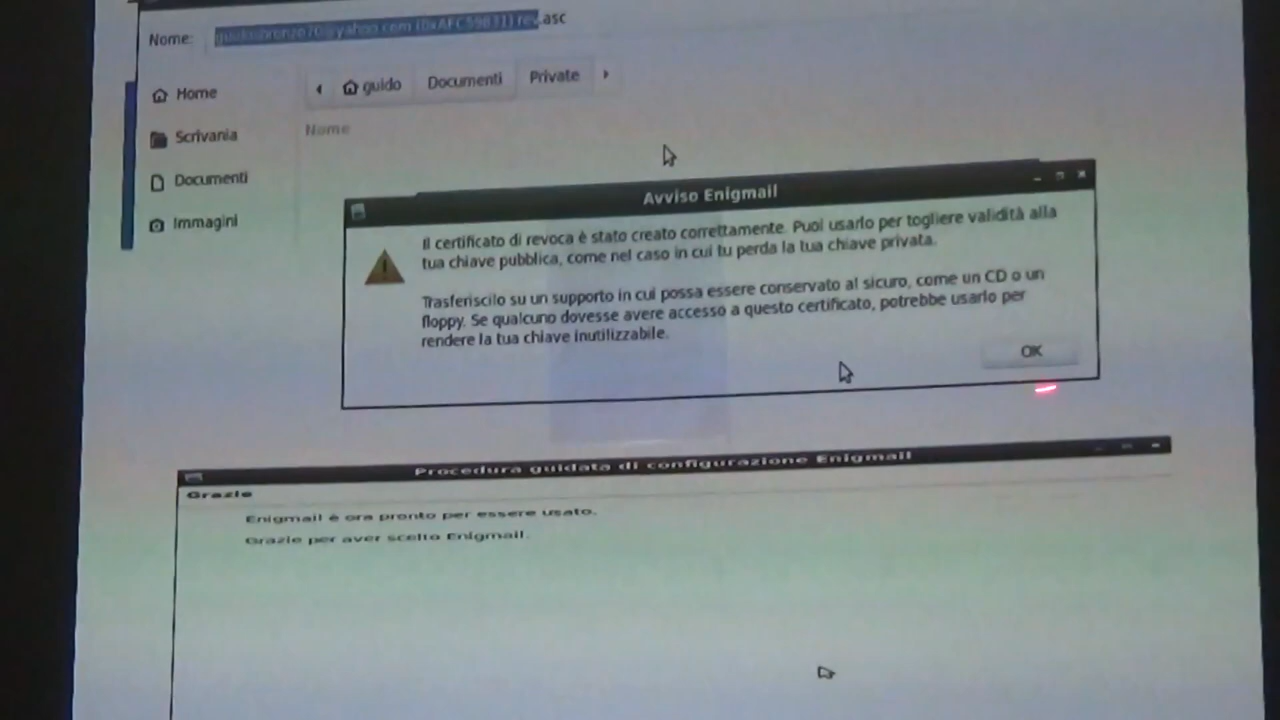 Nome: .asc
guido Documenti Private
Home
Scrivania
Documenti
Immagini
Nome
Avviso Enigmail
Il certificato di revoca è stato creato correttamente. Puoi usarlo per togliere validità alla
tua chiave pubblica, come nel caso in cui tu perda la tua chiave privata.
Trasferiscilo su un supporto in cui possa essere conservato al sicuro, come un CD o un
floppy. Se qualcuno dovesse avere accesso a questo certificato, potrebbe usarlo per
rendere la tua chiave inutilizzabile.
OK
Procedura guidata di configurazione Enigmail
Grazie
Enigmail è ora pronto per essere usato.
Grazie per aver scelto Enigmail.